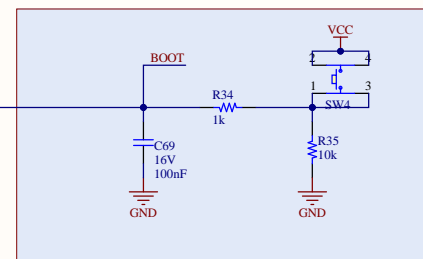 VCC
BOOT
2 4
R34
1 3
1k
SW4
R35
10k
C69
16V
100nF
GND
GND